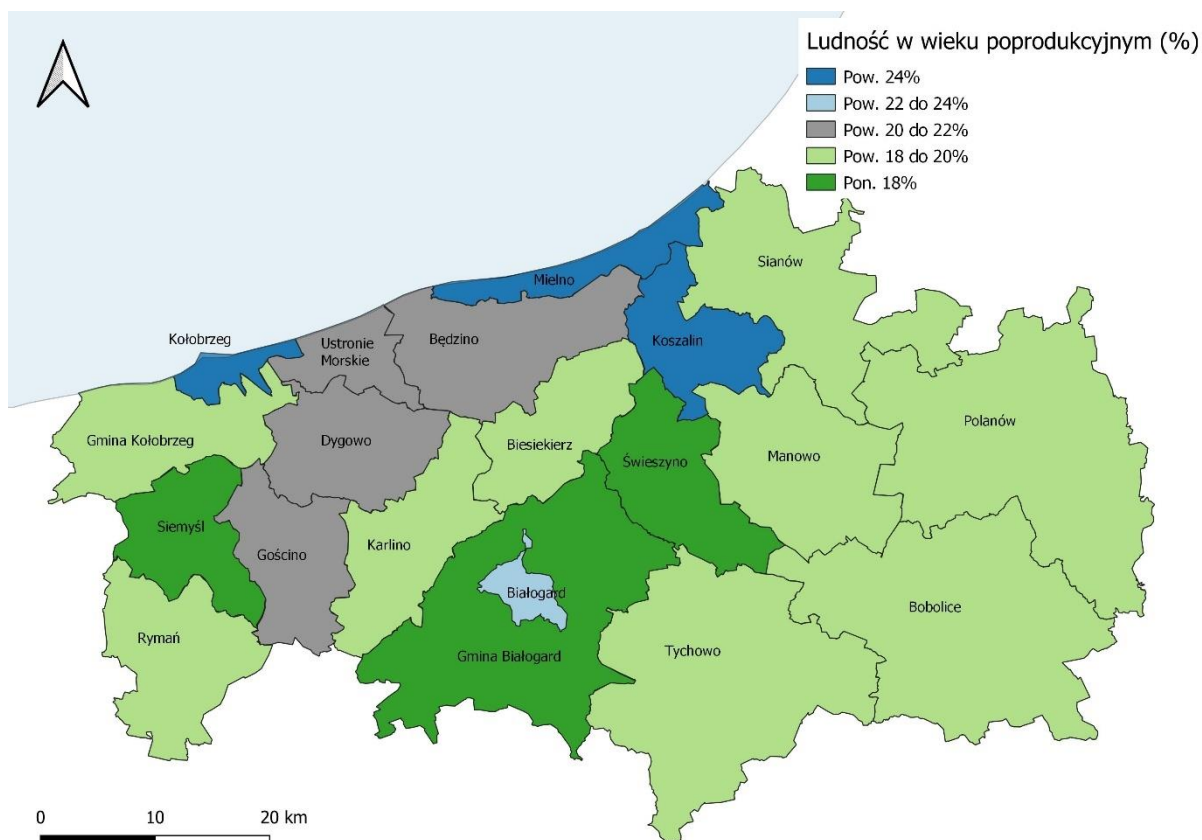 Ludność w wieku poprodukcyjnym (%)
Pow. 24%
Pow. 22 do 24%
Pow. 20 do 22%
Pow. 18 do 20%
Pon. 18%
Sianów
Mielno
Kołobrzeg
Ustronie
Morskie
Będzino
Koszalin
Polanów
Gmina Kołobrzeg
Dygowo
Biesiekierz
Świeszyno
Manowo
Siemyśl
Gościno
Karlino
Białogard
Bobolice
Rymań
Gmina Białogard
Tychowo
0 10 20 km